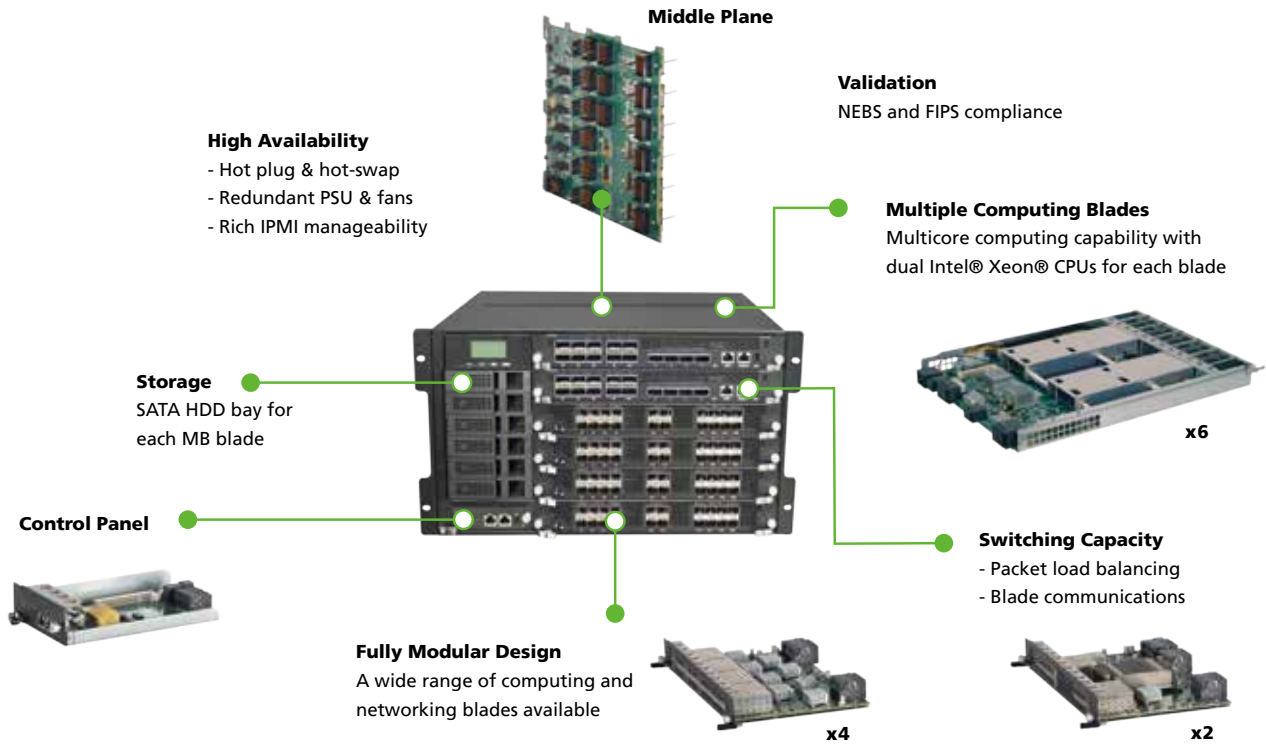 Middle Plane
Validation
NEBS and FIPS compliance
High Availability
- Hot plug & hot-swap
- Redundant PSU & fans
- Rich IPMI manageability
Multiple Computing Blades
Multicore computing capability with
dual Intel® Xeon® CPUs for each blade
x6
Storage
SATA HDD bay for
each MB blade
Control Panel
Switching Capacity
- Packet load balancing
- Blade communications
x2
Fully Modular Design
A wide range of computing and
networking blades available
x4